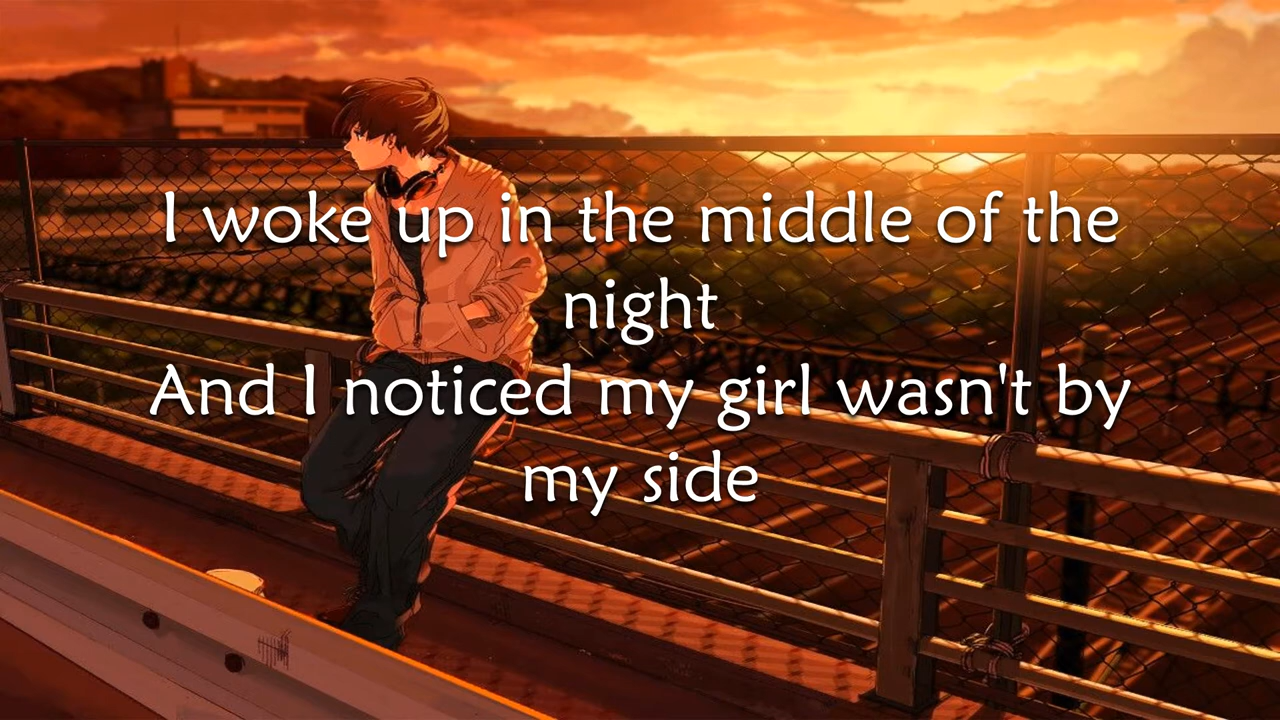 I woke up in the middle of the
night
And I noticed my girl wasn't by
my side